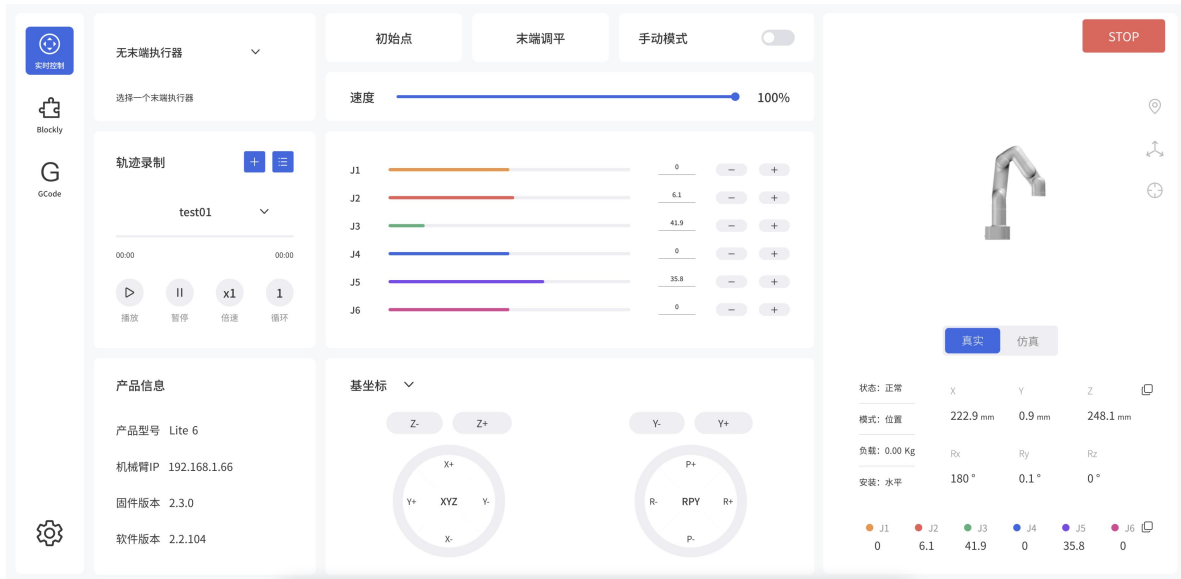 实时控制
Blockly
G
GCode
无末端执行器
选择一个末端执行器
轨迹录制
+
test01
00:00 00:00
x1 1
播放 暂停 倍速 循环
产品信息
产品型号 Lite 6
机械臂IP 192.168.1.66
固件版本 2.3.0
软件版本 2.2.104
初始点 末端调平 手动模式
速度 100%
J1 0 − +
J2 6.1 − +
J3 41.9 − +
J4 0 − +
J5 35.8 − +
J6 0 − +
基坐标
Z- Z+
X+
Y+ XYZ Y-
X-
Y- Y+
P+
R- RPY R+
P-
STOP
真实 仿真
状态：正常
模式：位置
负载：0.00 Kg
安装：水平
X Y Z
222.9 mm 0.9 mm 248.1 mm
Rx Ry Rz
180 ° 0.1 ° 0 °
J1 J2 J3 J4 J5 J6
0 6.1 41.9 0 35.8 0